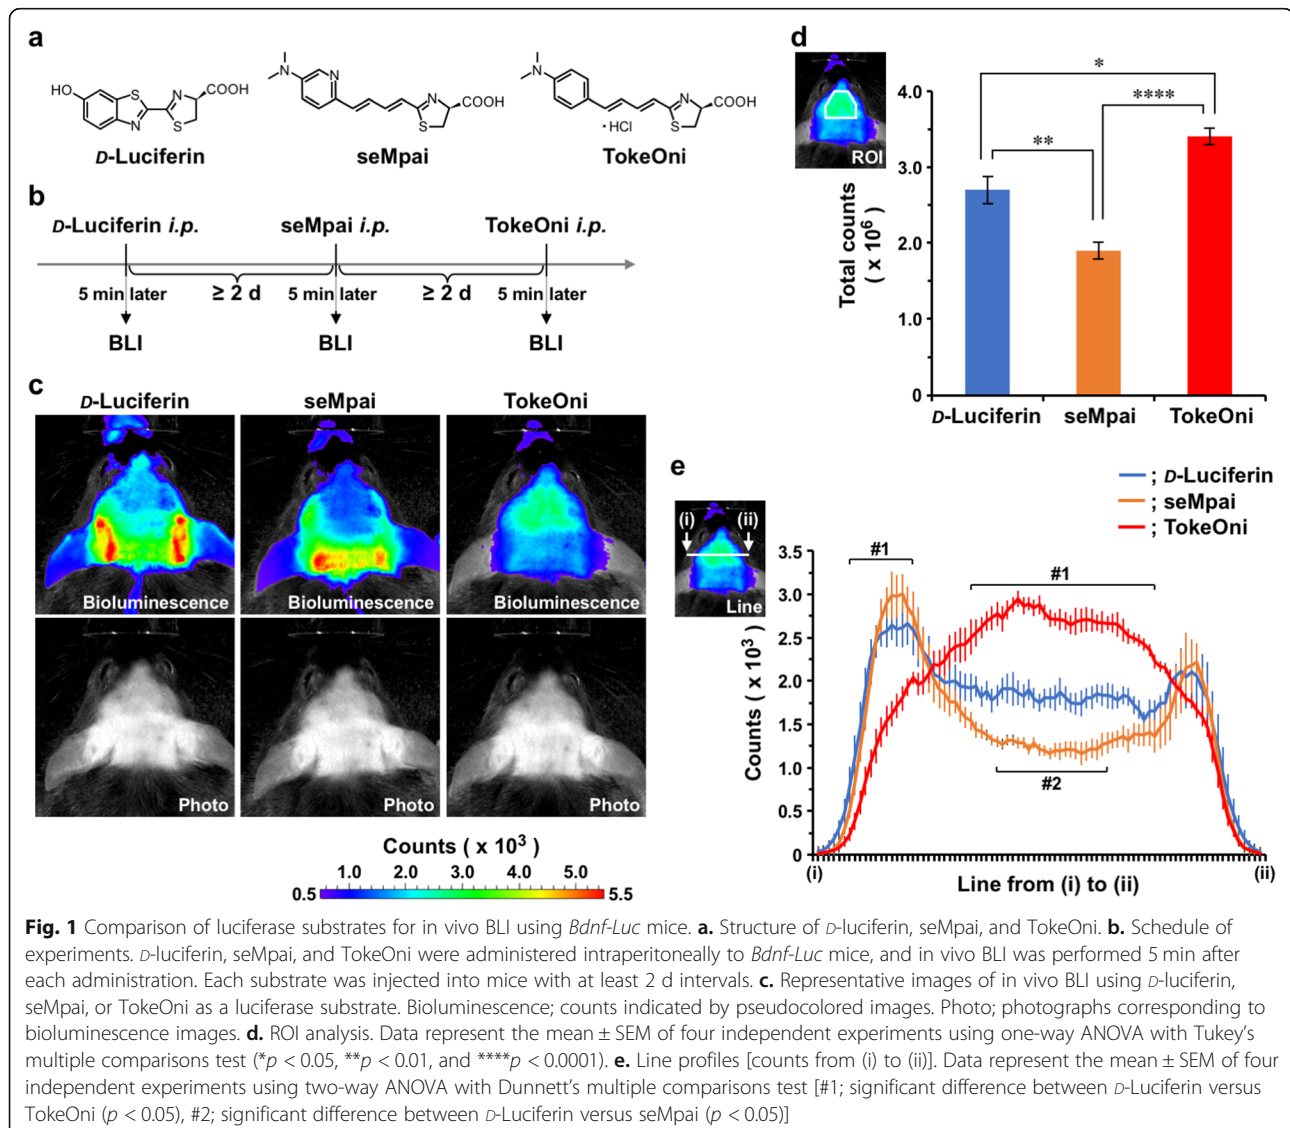 a
HO
N
S
N
S
COOH
D-Luciferin
N
N
N
S
COOH
seMpai
N
N
S
COOH
·HCl
TokeOni
b
D-Luciferin i.p.
seMpai i.p.
TokeOni i.p.
5 min later
≥ 2 d
5 min later
≥ 2 d
5 min later
BLI
BLI
BLI
c
D-Luciferin
seMpai
TokeOni
Bioluminescence
Bioluminescence
Bioluminescence
Photo
Photo
Photo
Counts ( x 10³ )
1.0 2.0 3.0 4.0 5.0
0.5 5.5
d
ROI
*
****
**
Total counts
( x 10⁶ )
4.0
3.0
2.0
1.0
0
D-Luciferin
seMpai
TokeOni
e
; D-Luciferin
; seMpai
; TokeOni
(i)
(ii)
Line
#1
#1
#2
Counts ( x 10³ )
3.5
3.0
2.5
2.0
1.5
1.0
0.5
0
(i)
Line from (i) to (ii)
(ii)
Fig. 1 Comparison of luciferase substrates for in vivo BLI using Bdnf-Luc mice. a. Structure of D-luciferin, seMpai, and TokeOni. b. Schedule of
experiments. D-luciferin, seMpai, and TokeOni were administered intraperitoneally to Bdnf-Luc mice, and in vivo BLI was performed 5 min after
each administration. Each substrate was injected into mice with at least 2 d intervals. c. Representative images of in vivo BLI using D-luciferin,
seMpai, or TokeOni as a luciferase substrate. Bioluminescence; counts indicated by pseudocolored images. Photo; photographs corresponding to
bioluminescence images. d. ROI analysis. Data represent the mean ± SEM of four independent experiments using one-way ANOVA with Tukey's
multiple comparisons test (*p < 0.05, **p < 0.01, and ****p < 0.0001). e. Line profiles [counts from (i) to (ii)]. Data represent the mean ± SEM of four
independent experiments using two-way ANOVA with Dunnett's multiple comparisons test [#1; significant difference between D-Luciferin versus
TokeOni (p < 0.05), #2; significant difference between D-Luciferin versus seMpai (p < 0.05)]